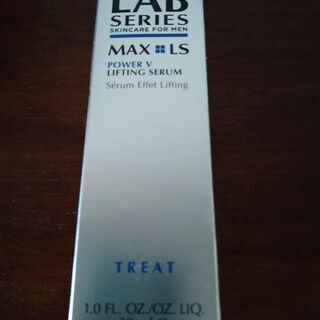 LAB
SERIES
SKINCARE FOR MEN
MAX LS
POWER V
LIFTING SERUM
Sérum Effet Lifting
TREAT
1.0 FL. OZ./OZ. LIQ.